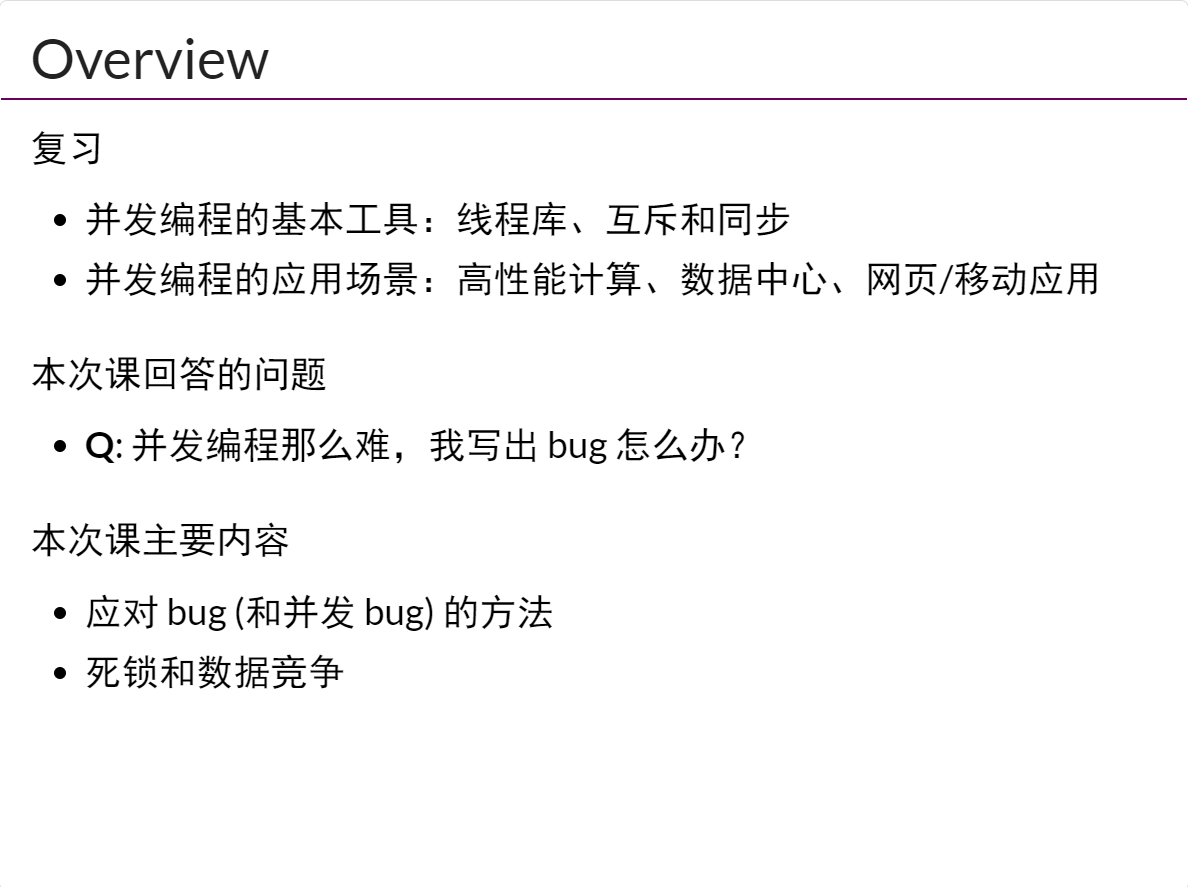 Overview
复习
• 并发编程的基本工具：线程库、互斥和同步
• 并发编程的应用场景：高性能计算、数据中心、网页/移动应用
本次课回答的问题
• Q: 并发编程那么难，我写出 bug 怎么办？
本次课主要内容
• 应对 bug (和并发 bug) 的方法
• 死锁和数据竞争